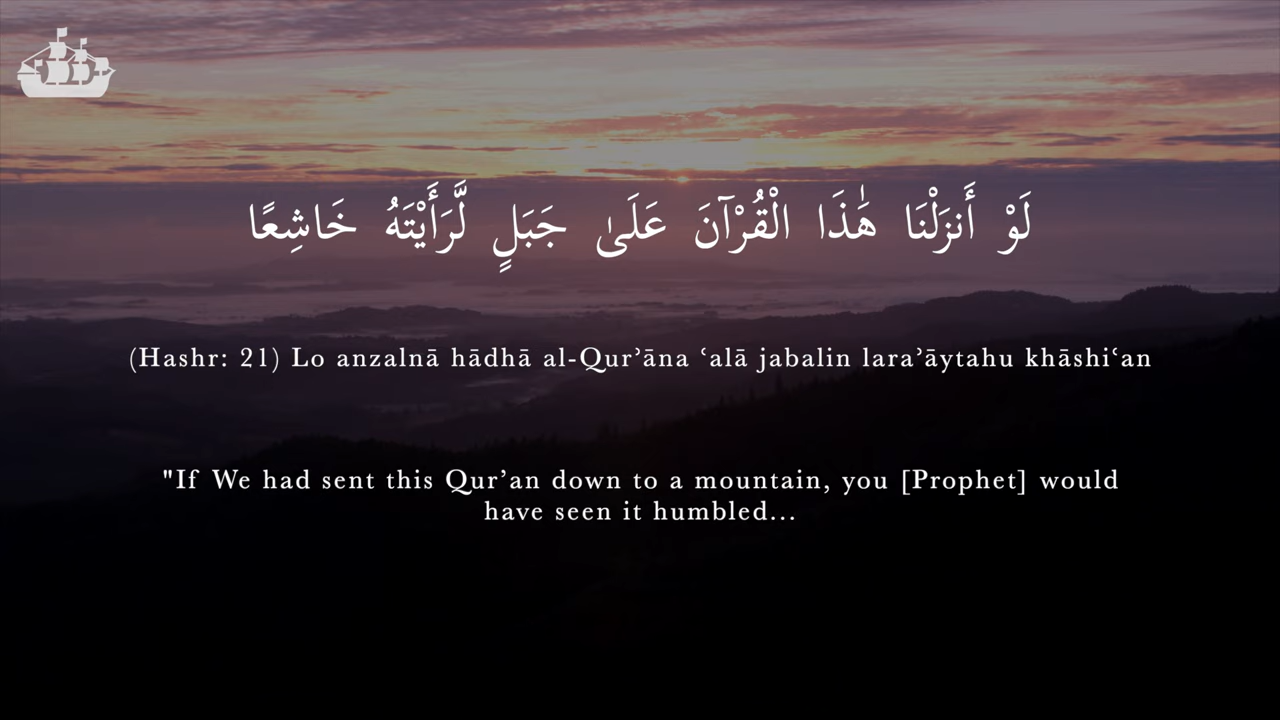 لَوْ أَنزَلْنَا هَٰذَا الْقُرْآنَ عَلَىٰ جَبَلٍ لَّرَأَيْتَهُ خَاشِعًا
(Hashr: 21) Lo anzalnā hādhā al-Qurʾāna ʿalā jabalin laraʾāytahu khāshiʿan
"If We had sent this Qur’an down to a mountain, you [Prophet] would
have seen it humbled...